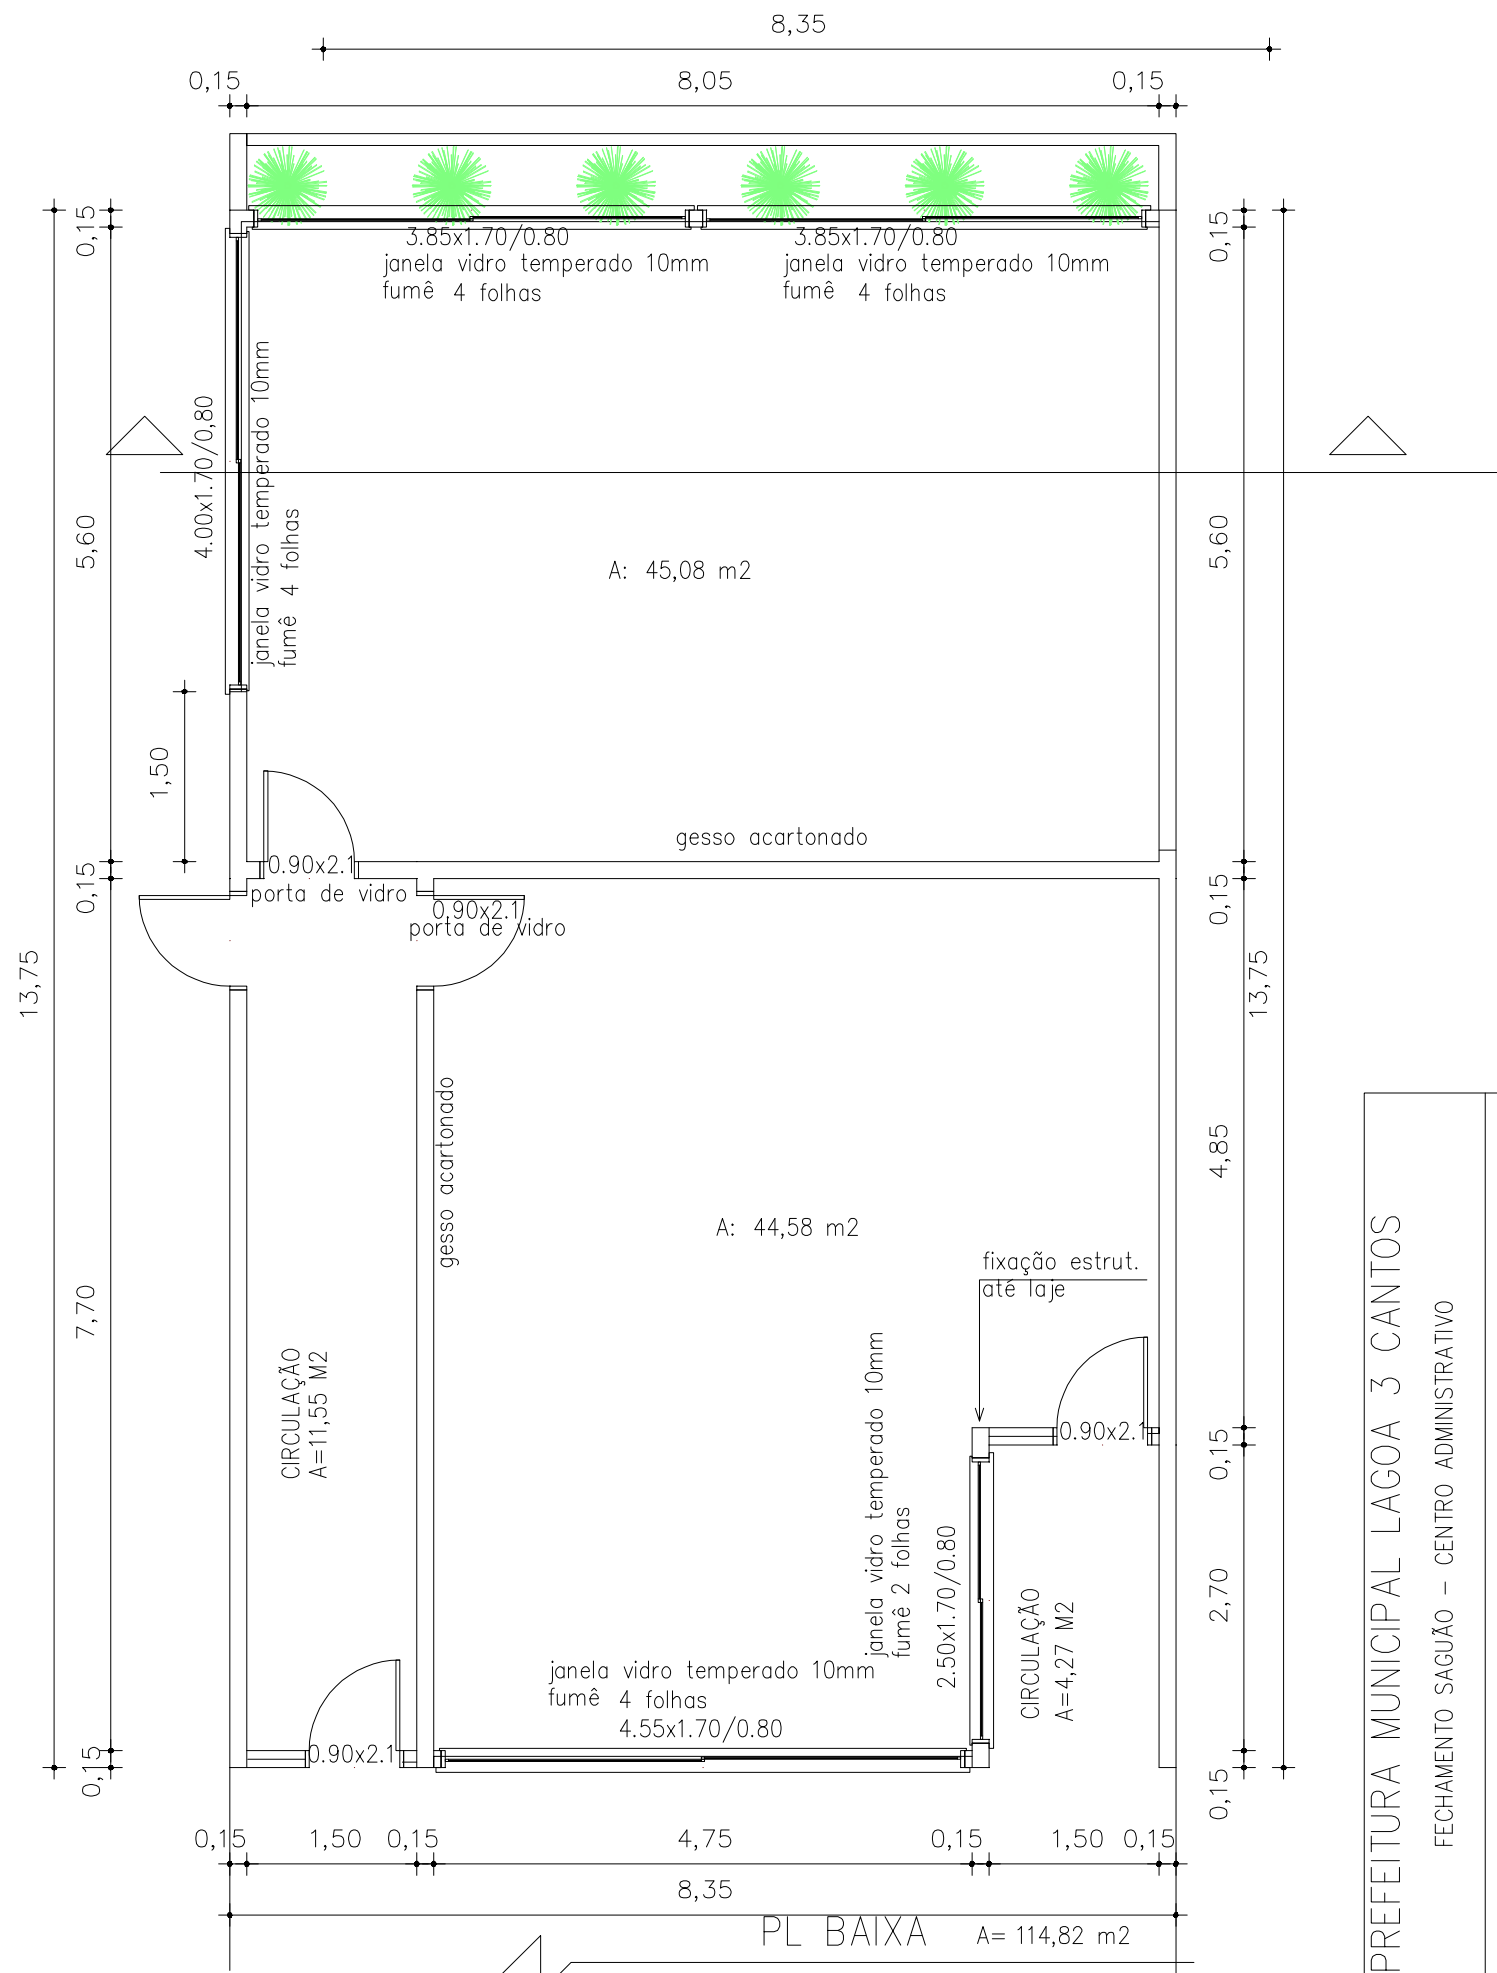 8,35
0,15
8,05
0,15
0,15
3.85x1.70/0.80
janela vidro temperado 10mm
fumê 4 folhas
3.85x1.70/0.80
janela vidro temperado 10mm
fumê 4 folhas
0,15
4.00x1.70/0,80
janela vidro temperado 10mm
fumê 4 folhas
5,60
A: 45,08 m2
5,60
1,50
gesso acartonado
0.90x2.1
porta de vidro
0,15
0,90x2.1
porta de vidro
0,15
13,75
13,75
gesso acartonado
4,85
A: 44,58 m2
fixação estrut.
até laje
7,70
CIRCULAÇÃO
A=11,55 M2
janela vidro temperado 10mm
fumê 2 folhas
2.50x1.70/0.80
0.90x2.1
0,15
CIRCULAÇÃO
A=4,27 M2
2,70
janela vidro temperado 10mm
fumê 4 folhas
4.55x1.70/0.80
0.90x2.1
0,15
0,15
0,15
1,50
0,15
4,75
0,15
1,50
0,15
8,35
PL BAIXA A= 114,82 m2
PREFEITURA MUNICIPAL LAGOA 3 CANTOS
FECHAMENTO SAGUÃO – CENTRO ADMINISTRATIVO